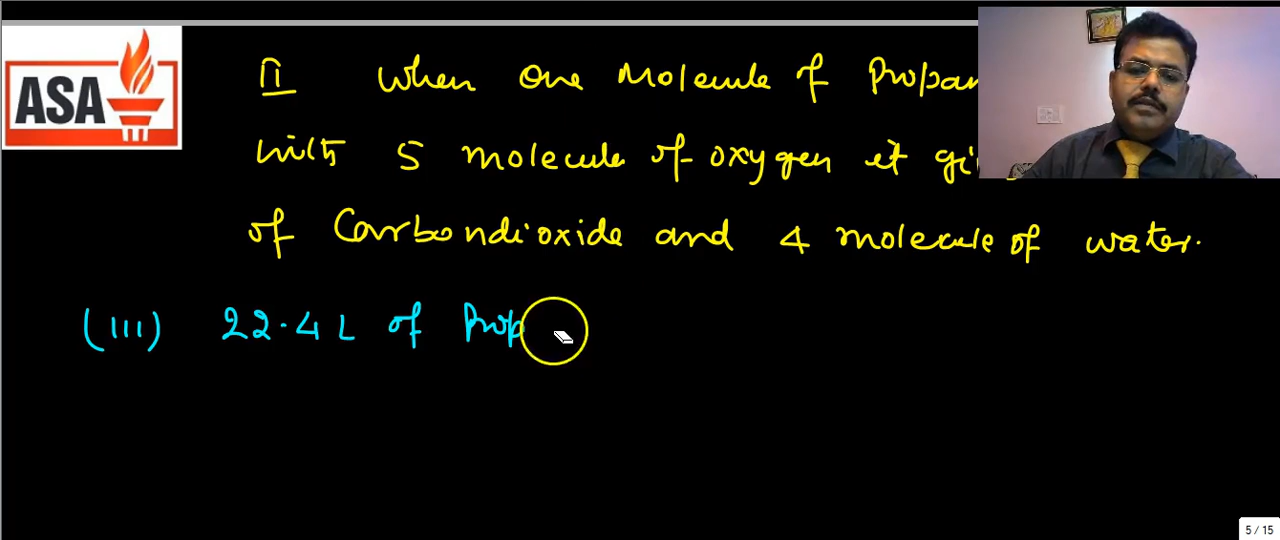 ASA
II When One Molecule of Propan
with 5 molecule of oxygen it gi
of Carbondioxide and 4 molecule of water.
(III) 22.4 L of Prop
5 / 15